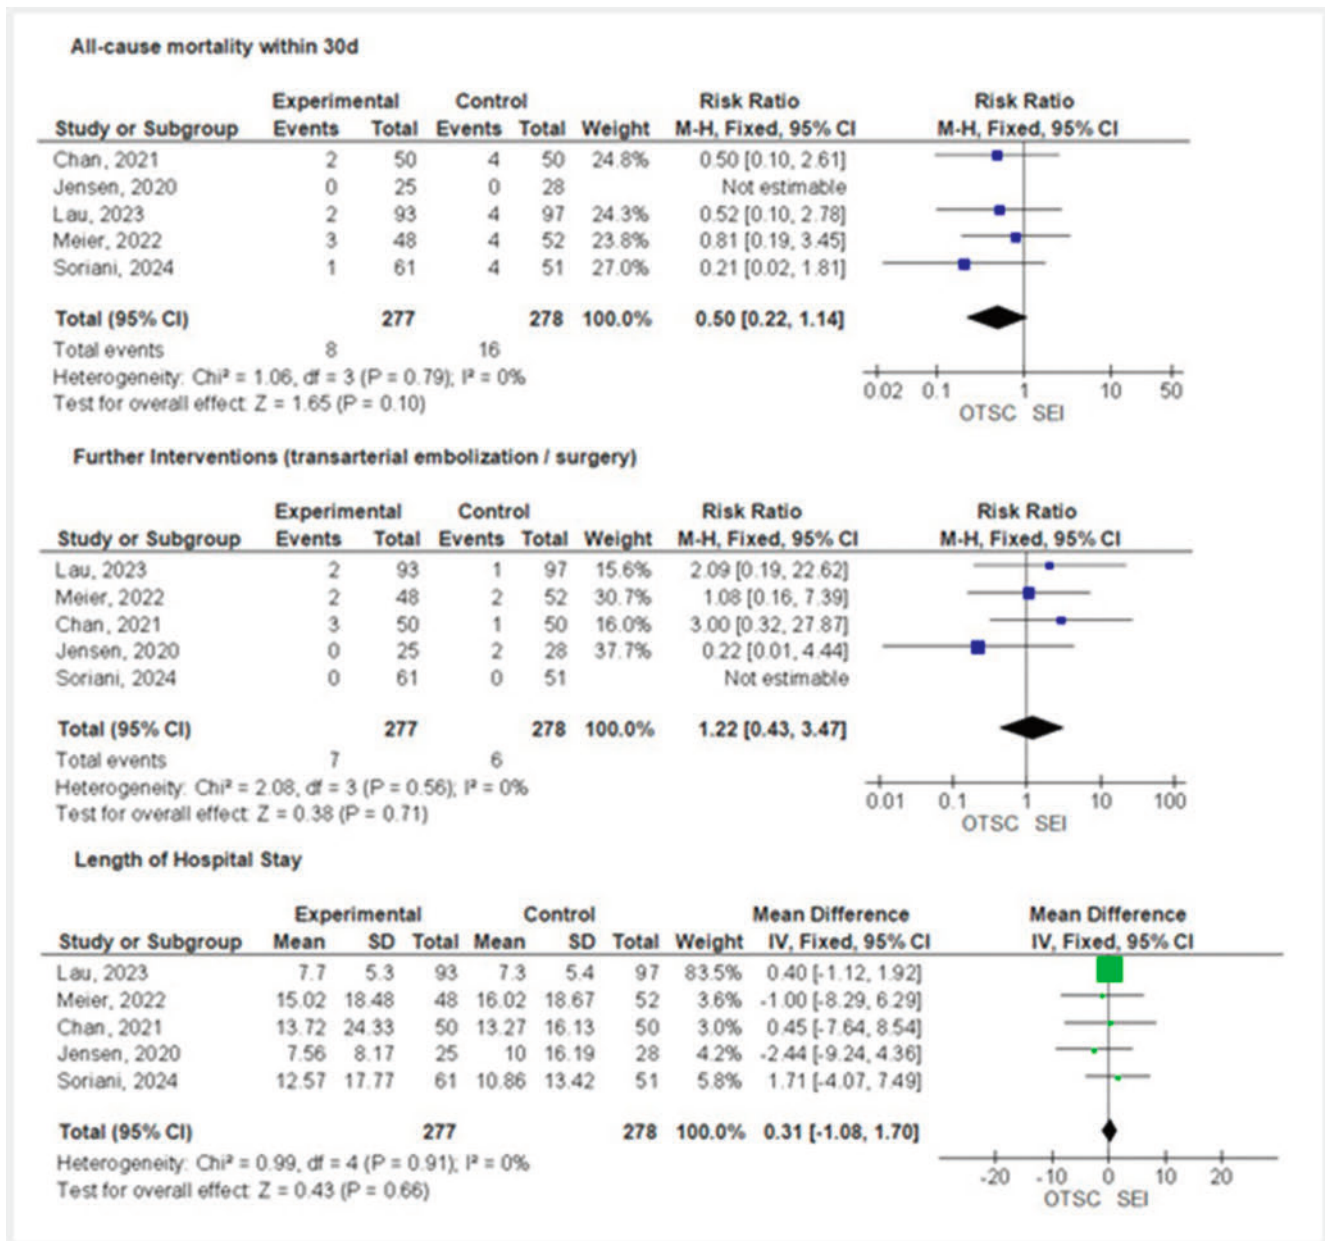 All-cause mortality within 30d
Experimental Control Risk Ratio Risk Ratio
Study or Subgroup Events Total Events Total Weight M-H, Fixed, 95% CI M-H, Fixed, 95% CI
Chan, 2021 2 50 4 50 24.8% 0.50 [0.10, 2.61]
Jensen, 2020 0 25 0 28 Not estimable
Lau, 2023 2 93 4 97 24.3% 0.52 [0.10, 2.78]
Meier, 2022 3 48 4 52 23.8% 0.81 [0.19, 3.45]
Soriani, 2024 1 61 4 51 27.0% 0.21 [0.02, 1.81]
Total (95% CI) 277 278 100.0% 0.50 [0.22, 1.14]
Total events 8 16
Heterogeneity: Chi² = 1.06, df = 3 (P = 0.79); I² = 0%
Test for overall effect: Z = 1.65 (P = 0.10)
0.02 0.1 1 10 50
OTSC SEI
Further Interventions (transarterial embolization / surgery)
Experimental Control Risk Ratio Risk Ratio
Study or Subgroup Events Total Events Total Weight M-H, Fixed, 95% CI M-H, Fixed, 95% CI
Lau, 2023 2 93 1 97 15.6% 2.09 [0.19, 22.62]
Meier, 2022 2 48 2 52 30.7% 1.08 [0.16, 7.39]
Chan, 2021 3 50 1 50 16.0% 3.00 [0.32, 27.87]
Jensen, 2020 0 25 2 28 37.7% 0.22 [0.01, 4.44]
Soriani, 2024 0 61 0 51 Not estimable
Total (95% CI) 277 278 100.0% 1.22 [0.43, 3.47]
Total events 7 6
Heterogeneity: Chi² = 2.08, df = 3 (P = 0.56); I² = 0%
Test for overall effect: Z = 0.38 (P = 0.71)
0.01 0.1 1 10 100
OTSC SEI
Length of Hospital Stay
Experimental Control Mean Difference Mean Difference
Study or Subgroup Mean SD Total Mean SD Total Weight IV, Fixed, 95% CI IV, Fixed, 95% CI
Lau, 2023 7.7 5.3 93 7.3 5.4 97 83.5% 0.40 [-1.12, 1.92]
Meier, 2022 15.02 18.48 48 16.02 18.67 52 3.6% -1.00 [-8.29, 6.29]
Chan, 2021 13.72 24.33 50 13.27 16.13 50 3.0% 0.45 [-7.64, 8.54]
Jensen, 2020 7.56 8.17 25 10 16.19 28 4.2% -2.44 [-9.24, 4.36]
Soriani, 2024 12.57 17.77 61 10.86 13.42 51 5.8% 1.71 [-4.07, 7.49]
Total (95% CI) 277 278 100.0% 0.31 [-1.08, 1.70]
Heterogeneity: Chi² = 0.99, df = 4 (P = 0.91); I² = 0%
Test for overall effect: Z = 0.43 (P = 0.66)
-20 -10 0 10 20
OTSC SEI